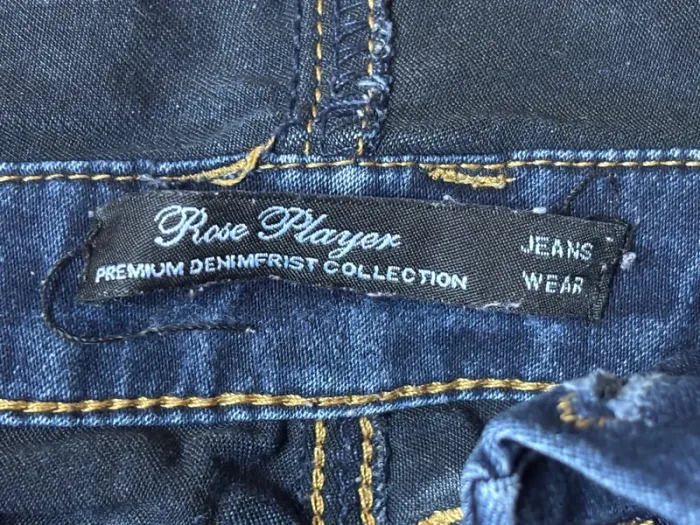 Rose Player
PREMIUM DENIMFRIST COLLECTION
JEANS
WEAR